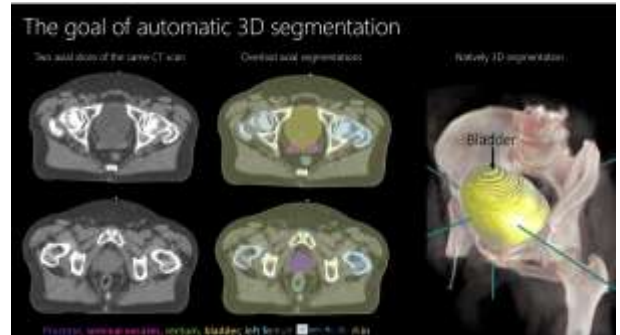 The goal of automatic 3D segmentation
Two axial slices of the same CT scan
Overlaid axial segmentations
Natively 3D segmentation
Bladder
Prostate, seminal vesicles, rectum, bladder, left femur
skin